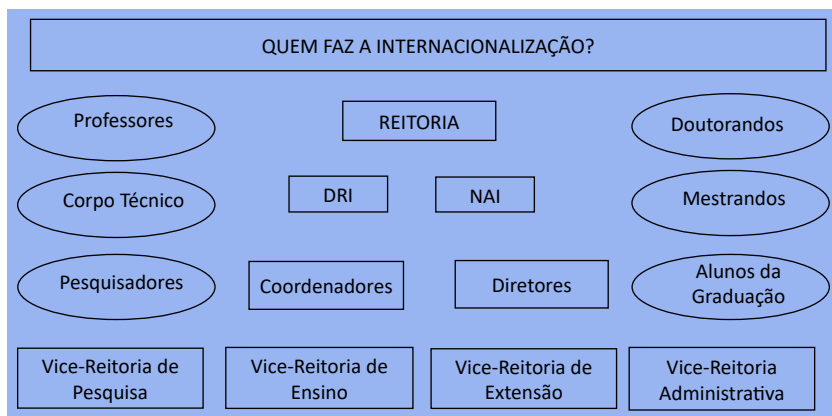 QUEM FAZ A INTERNACIONALIZAÇÃO?
Professores
REITORIA
Doutorandos
Corpo Técnico
DRI
NAI
Mestrandos
Pesquisadores
Coordenadores
Diretores
Alunos da
Graduação
Vice-Reitoria de
Pesquisa
Vice-Reitoria de
Ensino
Vice-Reitoria de
Extensão
Vice-Reitoria
Administrativa